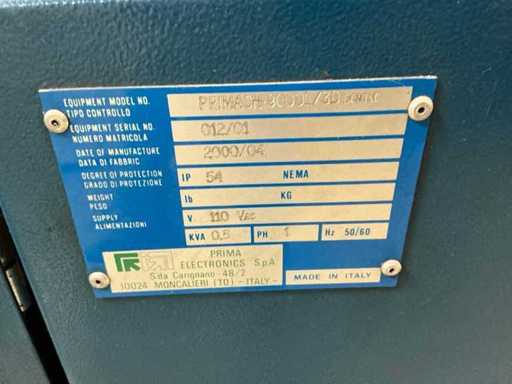 EQUIPMENT MODEL NO.
TIPO CONTROLLO
EQUIPMENT SERIAL NO. 012/01
NUMERO MATRICOLA
DATE OF MANUFACTURE 2000/04
DATA DI FABBRIC.
DEGREE OF PROTECTION IP 54 NEMA
GRADO DI PROTEZIONE
WEIGHT lb KG
PESO
SUPPLY V 110 Vac
ALIMENTAZIONI KVA 0,5 PH 1 Hz 50/60
PRIMA
ELECTRONICS S.p.A.
S.da Carignano 48/2
10024 MONCALIERI (TO) - ITALY -
MADE IN ITALY